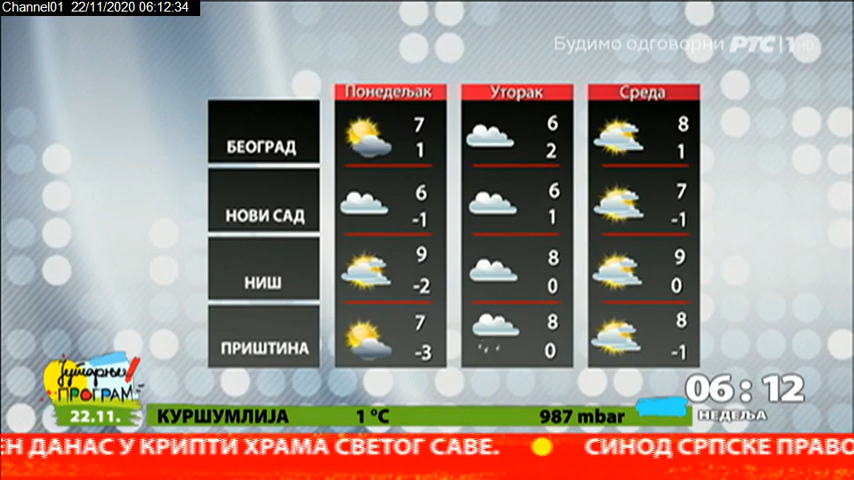 Channel01 22/11/2020 06:12:34
Будимо одговорни РТС 1 HD
Понедељак Уторак Среда
БЕОГРАД 7 1 6 2 8 1
НОВИ САД 6 -1 6 1 7 -1
НИШ 9 -2 8 0 9 0
ПРИШТИНА 7 -3 8 0 8 -1
Јутарњи
ПРОГРАМ
06:12
НЕДЕЉА
22.11. КУРШУМЛИЈА 1 °C 987 mbar
ЕН ДАНАС У КРИПТИ ХРАМА СВЕТОГ САВЕ. СИНОД СРПСКЕ ПРАВО